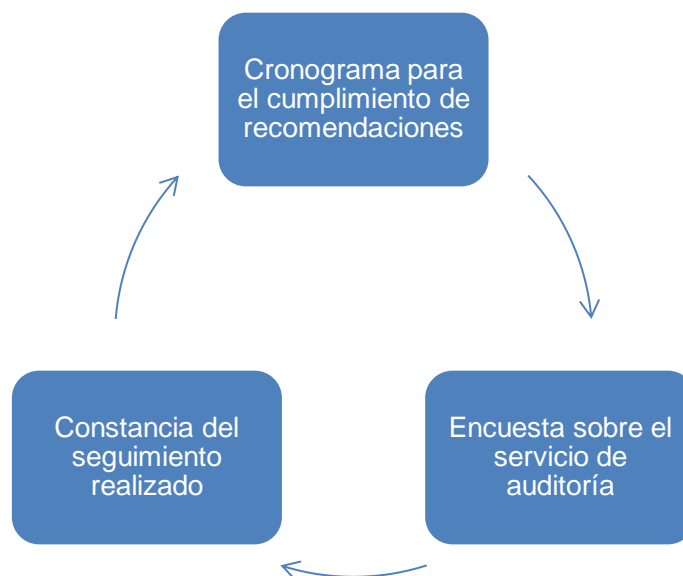 Cronograma para
el cumplimiento de
recomendaciones
Encuesta sobre el
servicio de
auditoría
Constancia del
seguimiento
realizado